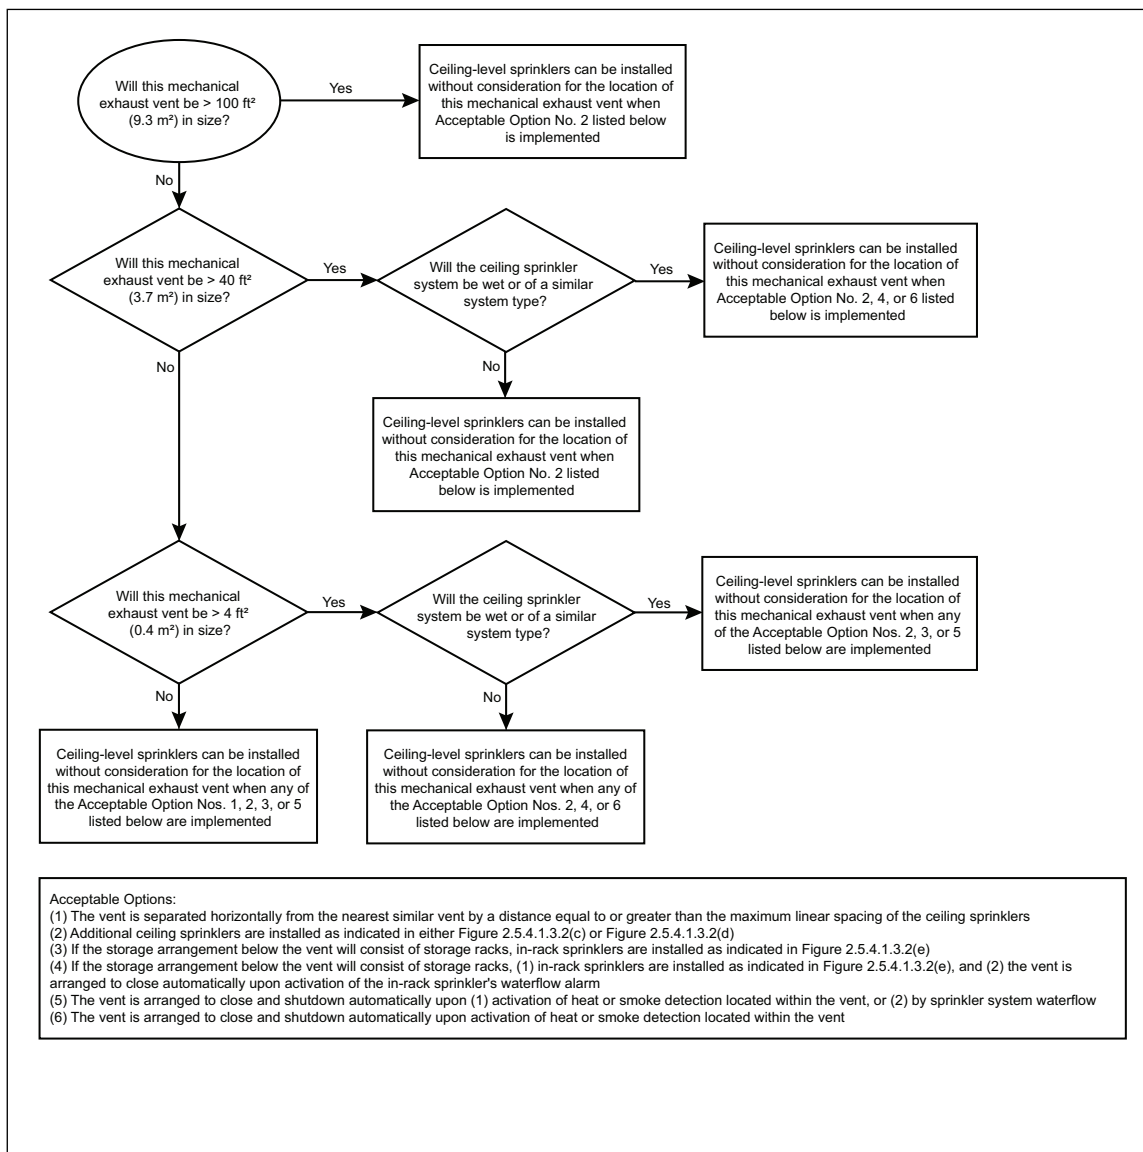 Will this mechanical
exhaust vent be > 100 ft²
(9.3 m²) in size?
Yes
Ceiling-level sprinklers can be installed
without consideration for the location of
this mechanical exhaust vent when
Acceptable Option No. 2 listed below
is implemented
No
Will this mechanical
exhaust vent be > 40 ft²
(3.7 m²) in size?
Yes
Will the ceiling sprinkler
system be wet or of a similar
system type?
Yes
Ceiling-level sprinklers can be installed
without consideration for the location of
this mechanical exhaust vent when
Acceptable Option No. 2, 4, or 6 listed
below is implemented
No
No
Ceiling-level sprinklers can be installed
without consideration for the location of
this mechanical exhaust vent when
Acceptable Option No. 2 listed
below is implemented
Will this mechanical
exhaust vent be > 4 ft²
(0.4 m²) in size?
Yes
Will the ceiling sprinkler
system be wet or of a similar
system type?
Yes
Ceiling-level sprinklers can be installed
without consideration for the location of
this mechanical exhaust vent when any
of the Acceptable Option Nos. 2, 3, or 5
listed below are implemented
No
No
Ceiling-level sprinklers can be installed
without consideration for the location of
this mechanical exhaust vent when any of
the Acceptable Option Nos. 1, 2, 3, or 5
listed below are implemented
Ceiling-level sprinklers can be installed
without consideration for the location of
this mechanical exhaust vent when any of
the Acceptable Option Nos. 2, 4, or 6
listed below are implemented
Acceptable Options:
(1) The vent is separated horizontally from the nearest similar vent by a distance equal to or greater than the maximum linear spacing of the ceiling sprinklers
(2) Additional ceiling sprinklers are installed as indicated in either Figure 2.5.4.1.3.2(c) or Figure 2.5.4.1.3.2(d)
(3) If the storage arrangement below the vent will consist of storage racks, in-rack sprinklers are installed as indicated in Figure 2.5.4.1.3.2(e)
(4) If the storage arrangement below the vent will consist of storage racks, (1) in-rack sprinklers are installed as indicated in Figure 2.5.4.1.3.2(e), and (2) the vent is
arranged to close automatically upon activation of the in-rack sprinkler's waterflow alarm
(5) The vent is arranged to close and shutdown automatically upon (1) activation of heat or smoke detection located within the vent, or (2) by sprinkler system waterflow
(6) The vent is arranged to close and shutdown automatically upon activation of heat or smoke detection located within the vent